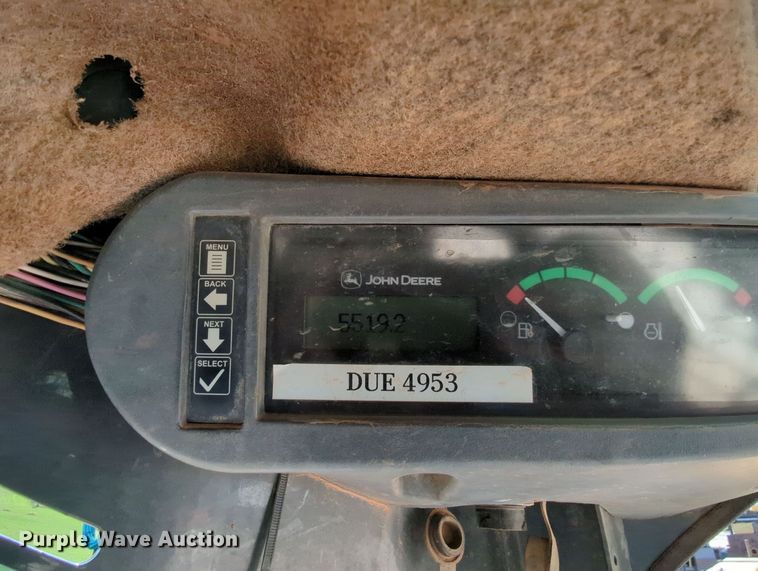 MENU
BACK
NEXT
SELECT
JOHN DEERE
5519.2
DUE 4953
Purple Wave Auction®